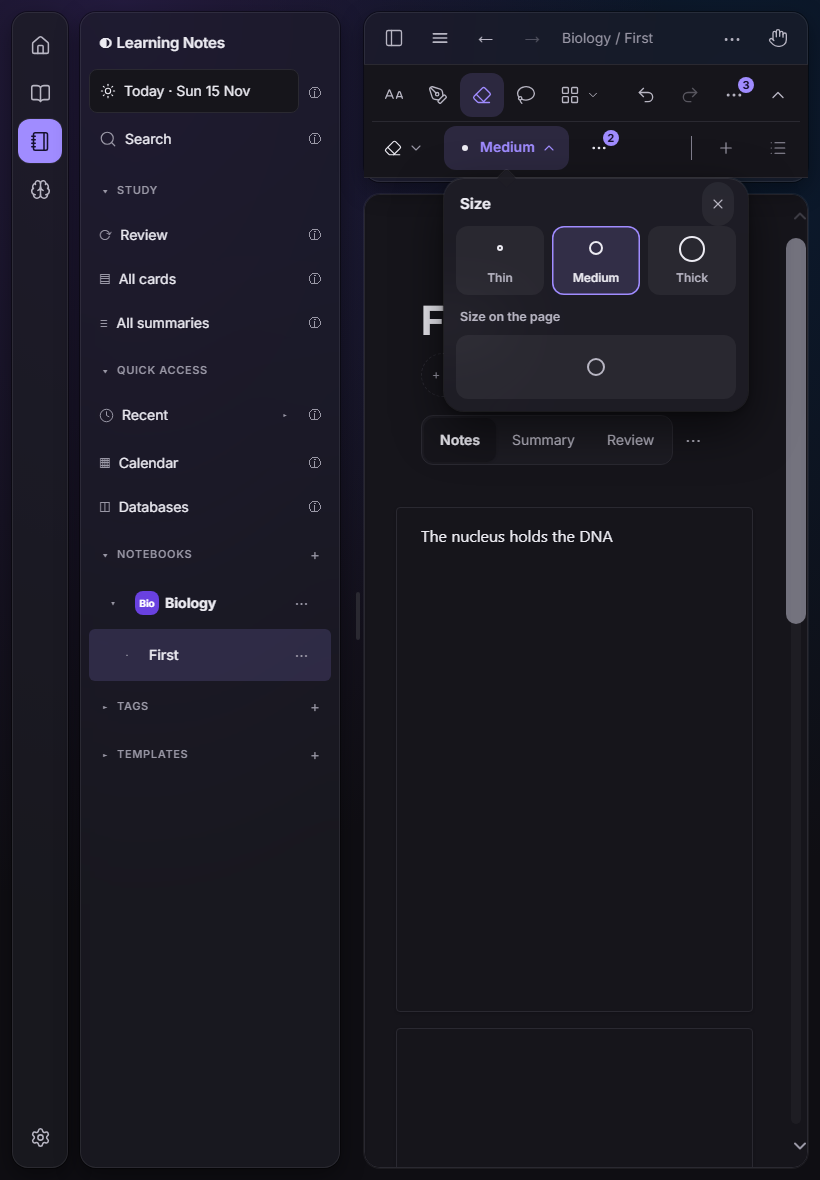 Learning Notes
Today · Sun 15 Nov
Search
STUDY
Review
All cards
All summaries
QUICK ACCESS
Recent
Calendar
Databases
NOTEBOOKS
Bio Biology
First
TAGS
TEMPLATES
Biology / First
AA
3
Medium
2
Size
Thin
Medium
Thick
Size on the page
F
Notes
Summary
Review
The nucleus holds the DNA